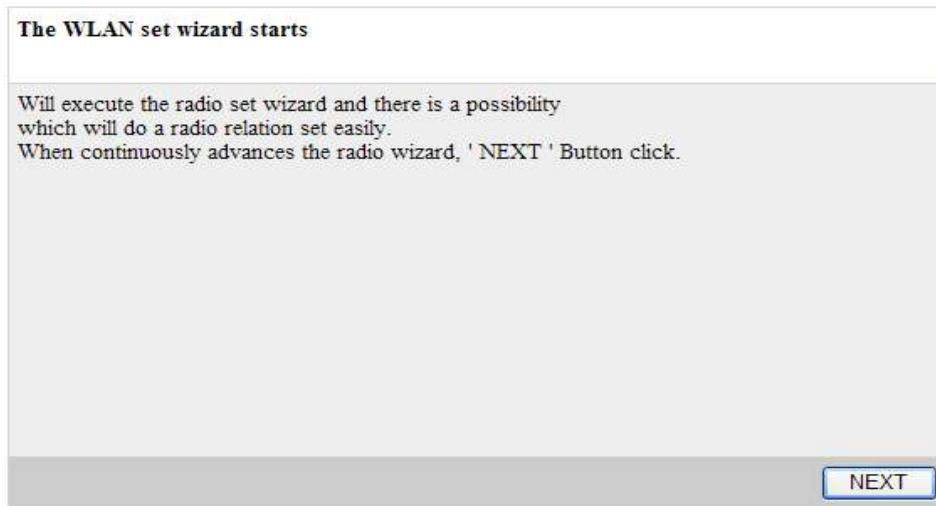 The WLAN set wizard starts
Will execute the radio set wizard and there is a possibility
which will do a radio relation set easily.
When continuously advances the radio wizard, ' NEXT ' Button click.
NEXT